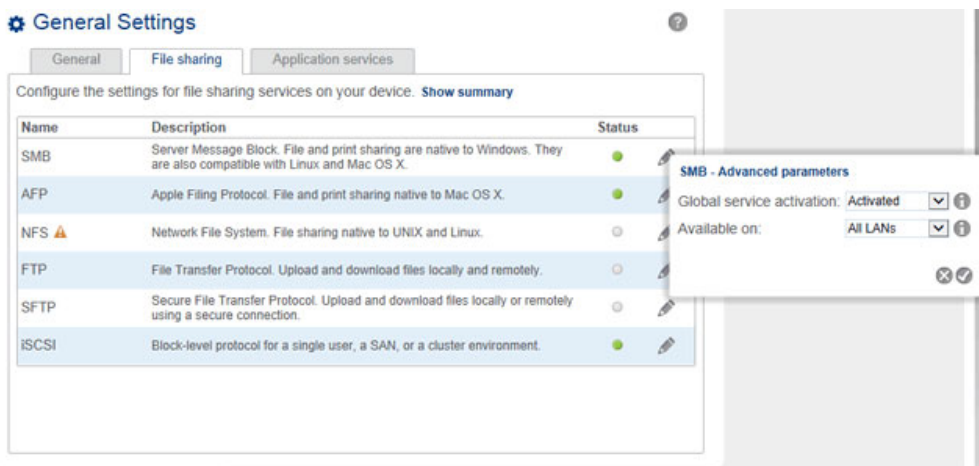 General Settings
General
File sharing
Application services
Configure the settings for file sharing services on your device. Show summary
Name Description Status
SMB Server Message Block. File and print sharing are native to Windows. They
are also compatible with Linux and Mac OS X.
AFP Apple Filing Protocol. File and print sharing native to Mac OS X.
NFS Network File System. File sharing native to UNIX and Linux.
FTP File Transfer Protocol. Upload and download files locally and remotely.
SFTP Secure File Transfer Protocol. Upload and download files locally or remotely
using a secure connection.
iSCSI Block-level protocol for a single user, a SAN, or a cluster environment.
SMB - Advanced parameters
Global service activation: Activated
Available on: All LANs